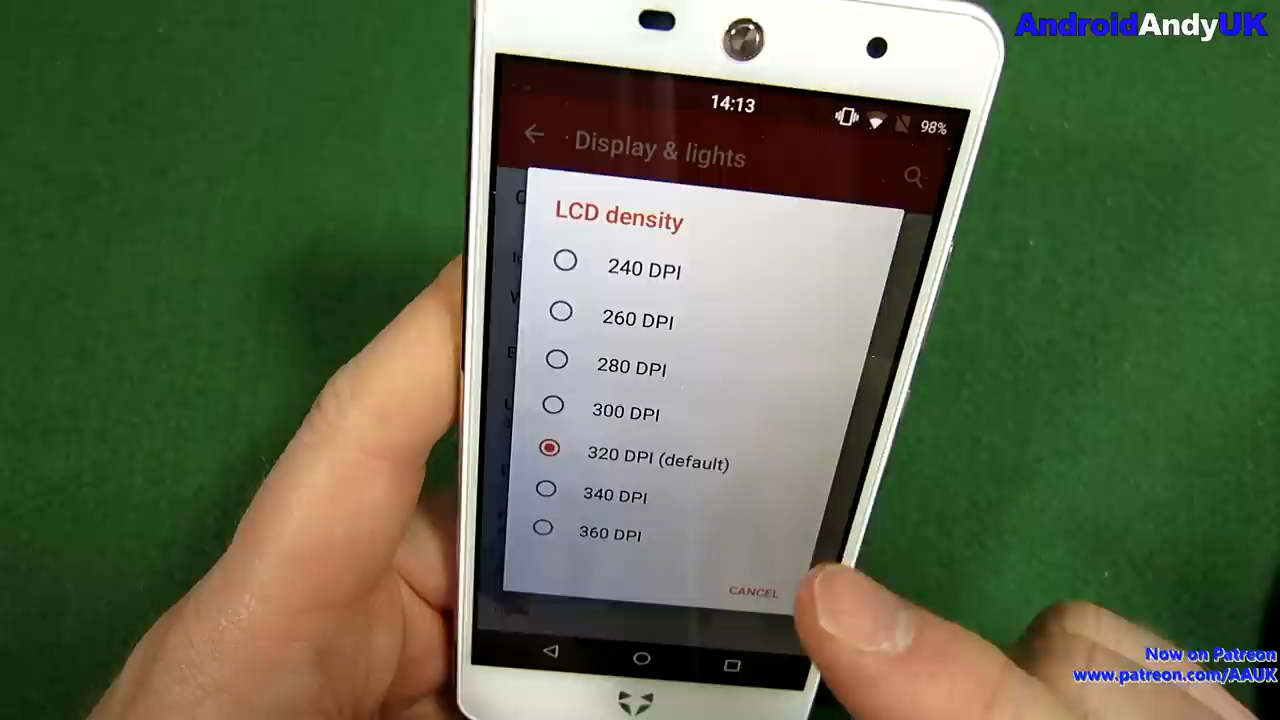 AndroidAndyUK
14:13
98%
Display & lights
LCD density
240 DPI
260 DPI
280 DPI
300 DPI
320 DPI (default)
340 DPI
360 DPI
CANCEL
Now on Patreon
www.patreon.com/AAUK